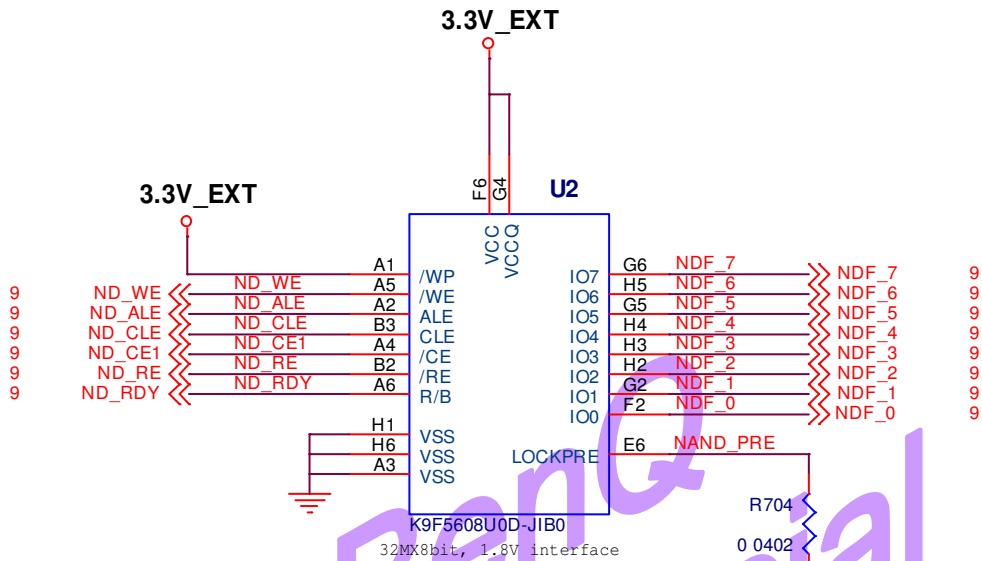 3.3V_EXT
3.3V_EXT
F6
G4
U2
VCC
VCCQ
A1 /WP IO7 G6 NDF_7 NDF_7 9
9 ND_WE ND_WE A5 /WE IO6 H5 NDF_6 NDF_6 9
9 ND_ALE ND_ALE A2 ALE IO5 G5 NDF_5 NDF_5 9
9 ND_CLE ND_CLE B3 CLE IO4 H4 NDF_4 NDF_4 9
9 ND_CE1 ND_CE1 A4 /CE IO3 H3 NDF_3 NDF_3 9
9 ND_RE ND_RE B2 /RE IO2 H2 NDF_2 NDF_2 9
9 ND_RDY ND_RDY A6 R/B IO1 G2 NDF_1 NDF_1 9
IO0 F2 NDF_0 NDF_0 9
H1 VSS
H6 VSS LOCKPRE E6 NAND_PRE
A3 VSS
R704
0 0402
K9F5608U0D-JIB0
32MX8bit, 1.8V interface
BenQ